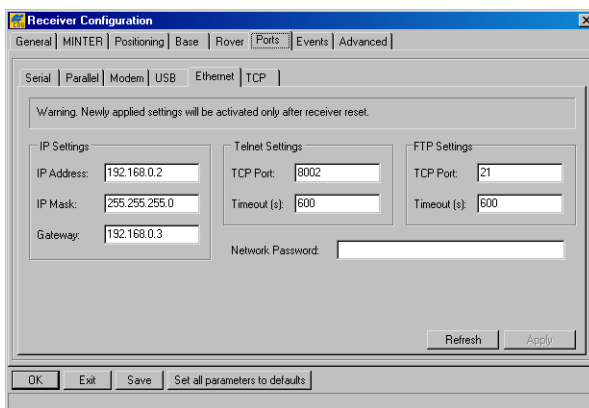 Receiver Configuration
General MINTER Positioning Base Rover Ports Events Advanced
Serial Parallel Modem USB Ethernet TCP
Warning. Newly applied settings will be activated only after receiver reset.
IP Settings
IP Address: 192.168.0.2
IP Mask: 255.255.255.0
Gateway: 192.168.0.3
Telnet Settings
TCP Port: 8002
Timeout (s): 600
FTP Settings
TCP Port: 21
Timeout (s): 600
Network Password:
Refresh Apply
OK Exit Save Set all parameters to defaults